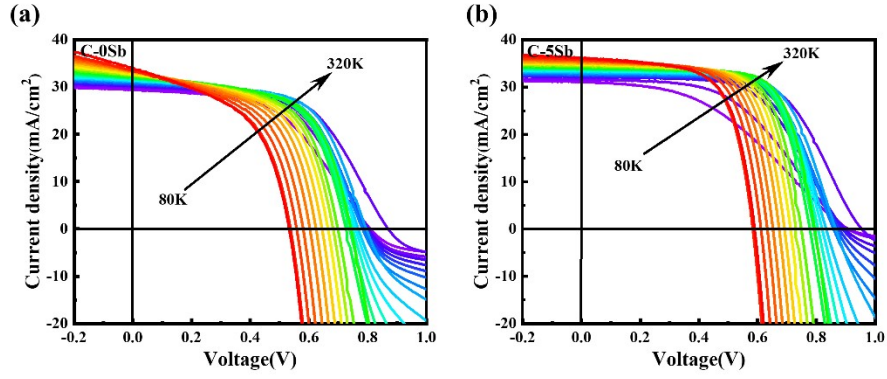 (a)
C-0Sb
320K
80K
Current density(mA/cm²)
40
30
20
10
0
-10
-20
-0.2 0.0 0.2 0.4 0.6 0.8 1.0
Voltage(V)
(b)
C-5Sb
320K
80K
Current density(mA/cm²)
40
30
20
10
0
-10
-20
-0.2 0.0 0.2 0.4 0.6 0.8 1.0
Voltage(V)